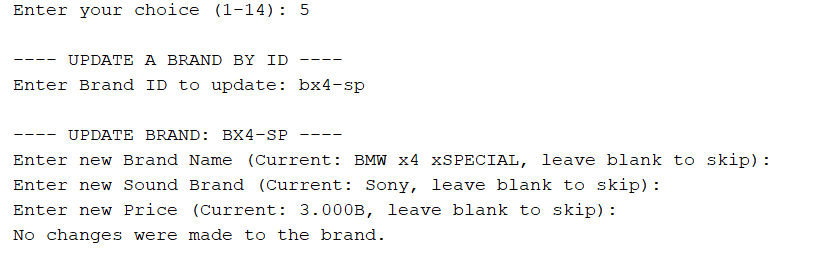 Enter your choice (1-14): 5
---- UPDATE A BRAND BY ID ----
Enter Brand ID to update: bx4-sp
---- UPDATE BRAND: BX4-SP ----
Enter new Brand Name (Current: BMW x4 xSPECIAL, leave blank to skip):
Enter new Sound Brand (Current: Sony, leave blank to skip):
Enter new Price (Current: 3.000B, leave blank to skip):
No changes were made to the brand.